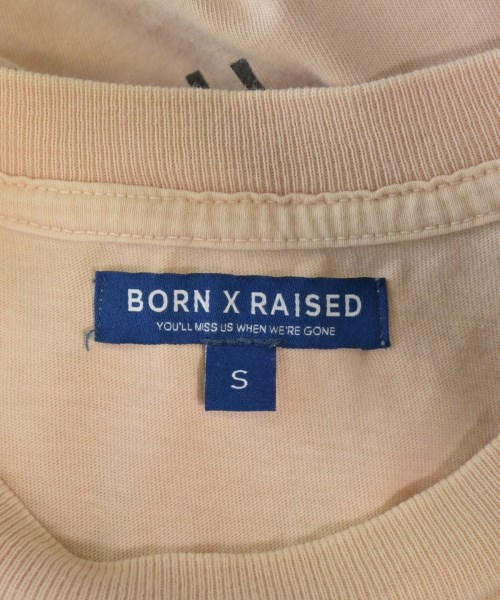 BORN X RAISED
YOU'LL MISS US WHEN WE'RE GONE
S